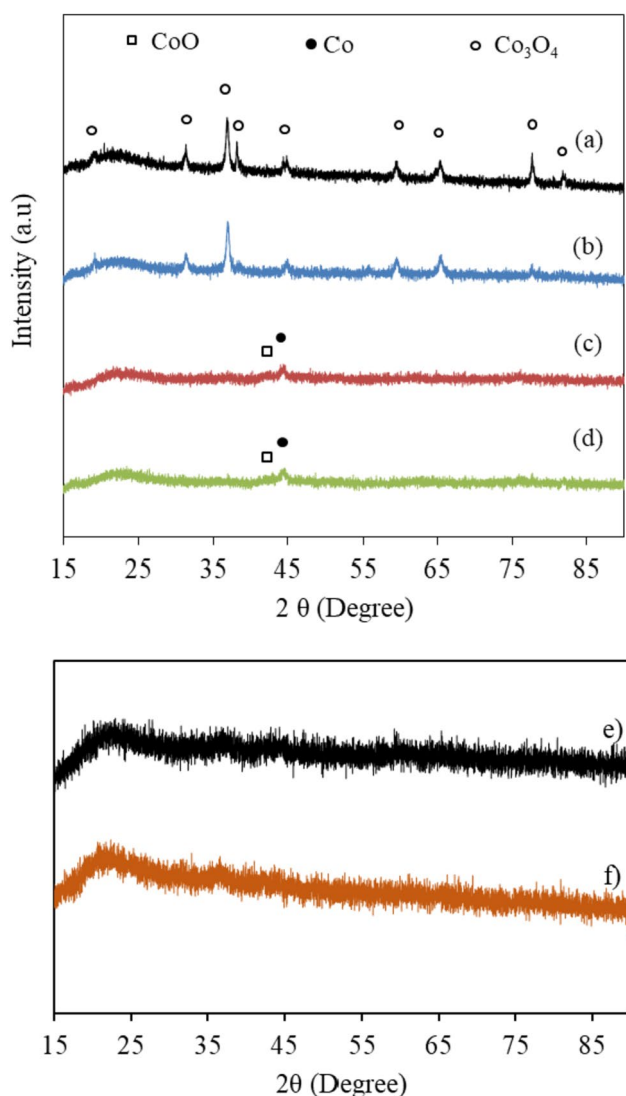 CoO Co Co₃O₄
(a)
(b)
(c)
(d)
Intensity (a.u)
15 25 35 45 55 65 75 85
2 θ (Degree)
e)
f)
15 25 35 45 55 65 75 85
2θ (Degree)